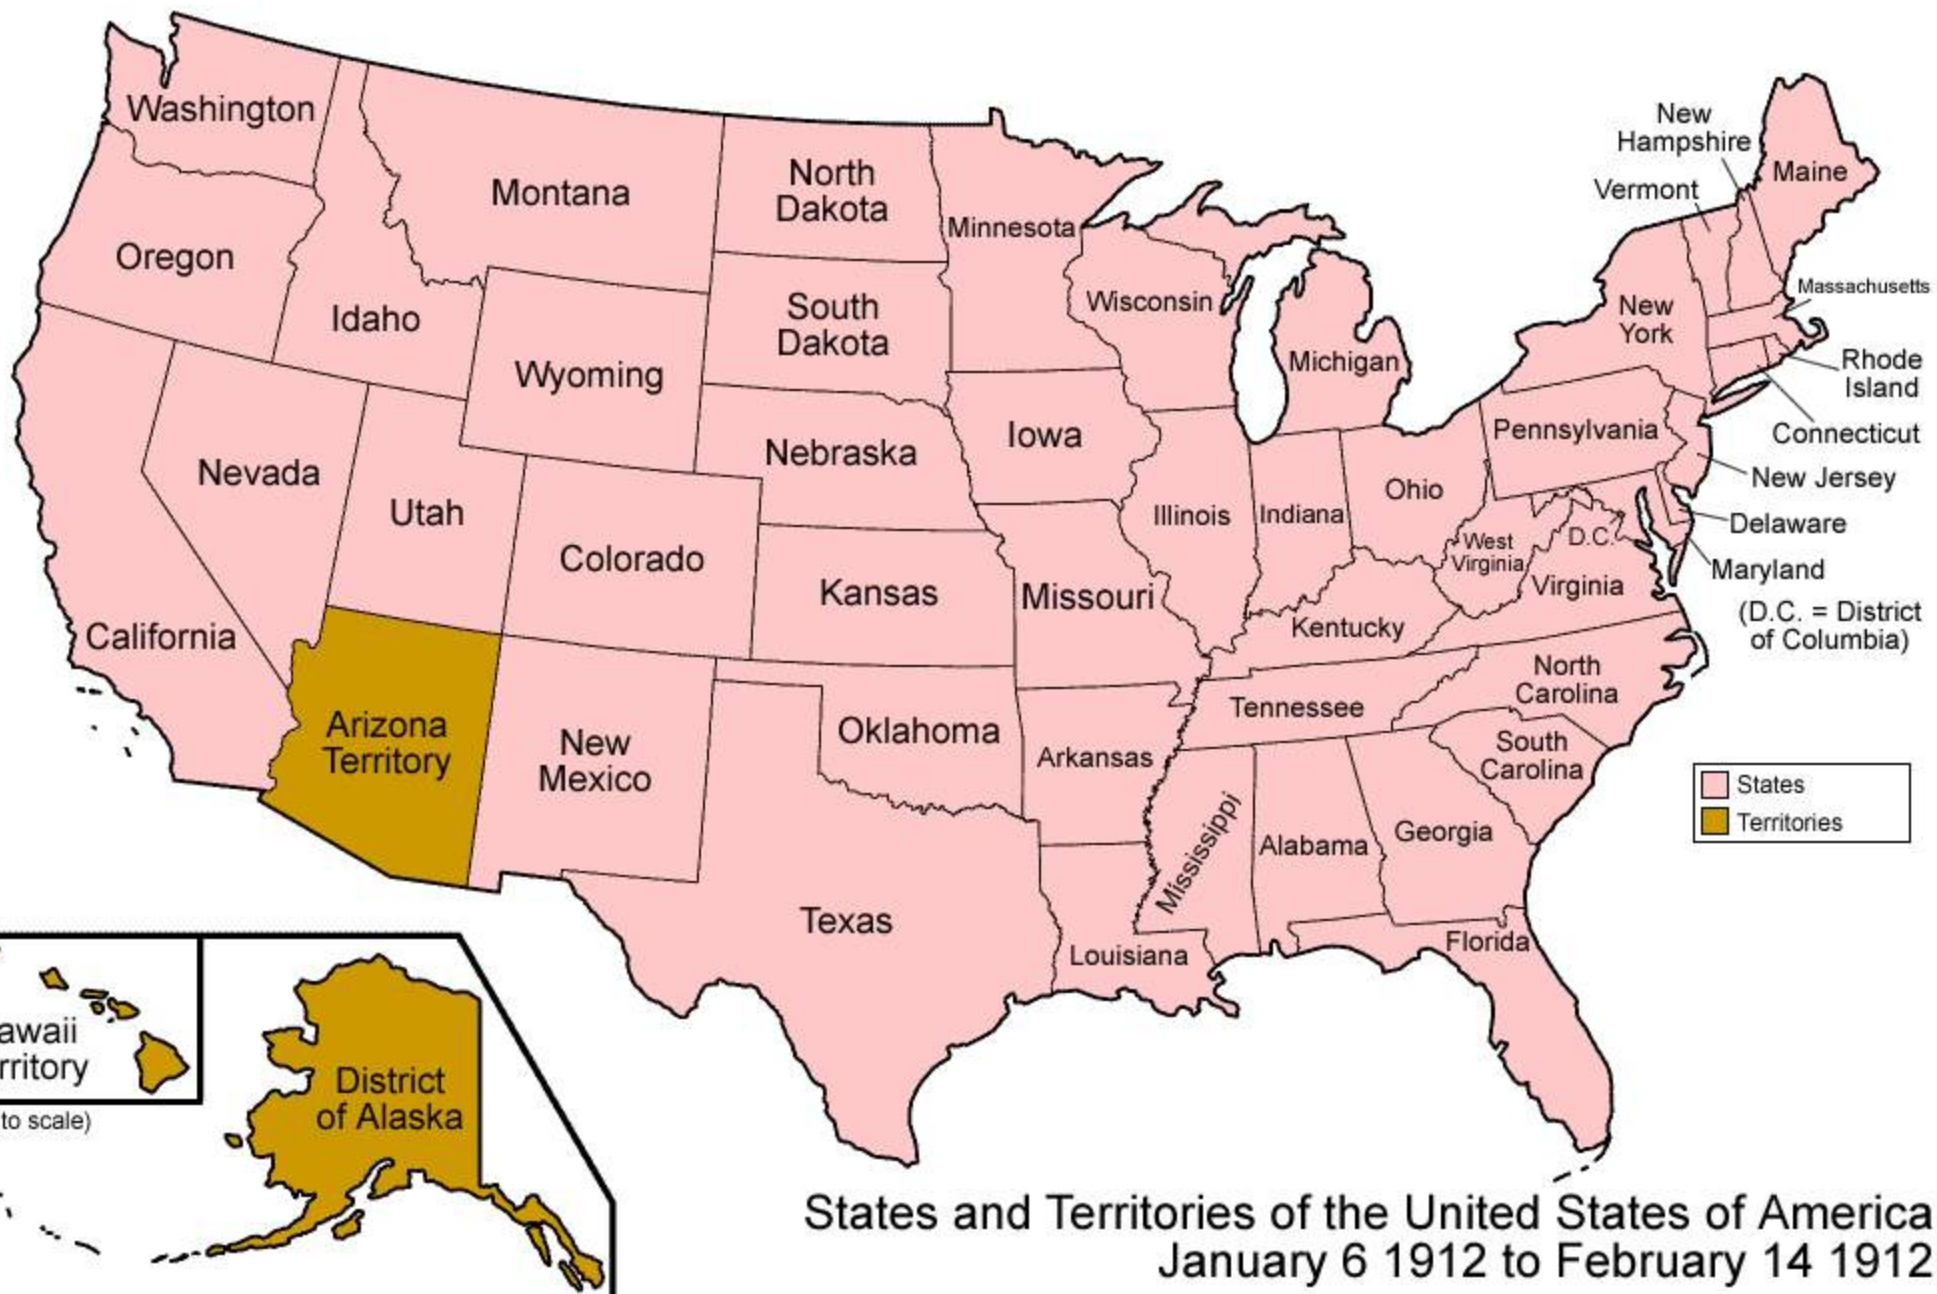 Washington
Montana
North
Dakota
Minnesota
New
Hampshire
Vermont
Maine
Oregon
Idaho
Wyoming
South
Dakota
Wisconsin
Michigan
New
York
Massachusetts
Rhode
Island
Connecticut
New Jersey
Delaware
Maryland
(D.C. = District
of Columbia)
Nevada
Utah
Colorado
Nebraska
Iowa
Illinois
Indiana
Ohio
Pennsylvania
West
Virginia
D.C.
Virginia
California
Kansas
Missouri
Kentucky
North
Carolina
Tennessee
South
Carolina
Arizona
Territory
New
Mexico
Oklahoma
Arkansas
Mississippi
Alabama
Georgia
States
Territories
Texas
Louisiana
Florida
awaii
rritory
to scale)
District
of Alaska
States and Territories of the United States of America
January 6 1912 to February 14 1912